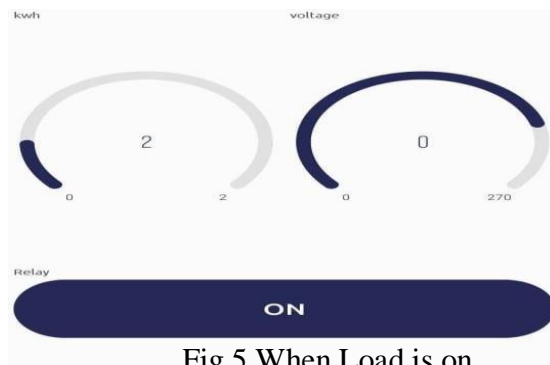 kwh voltage
2 0
0 2 0 270
Relay
ON
Fig 5 When Load is on